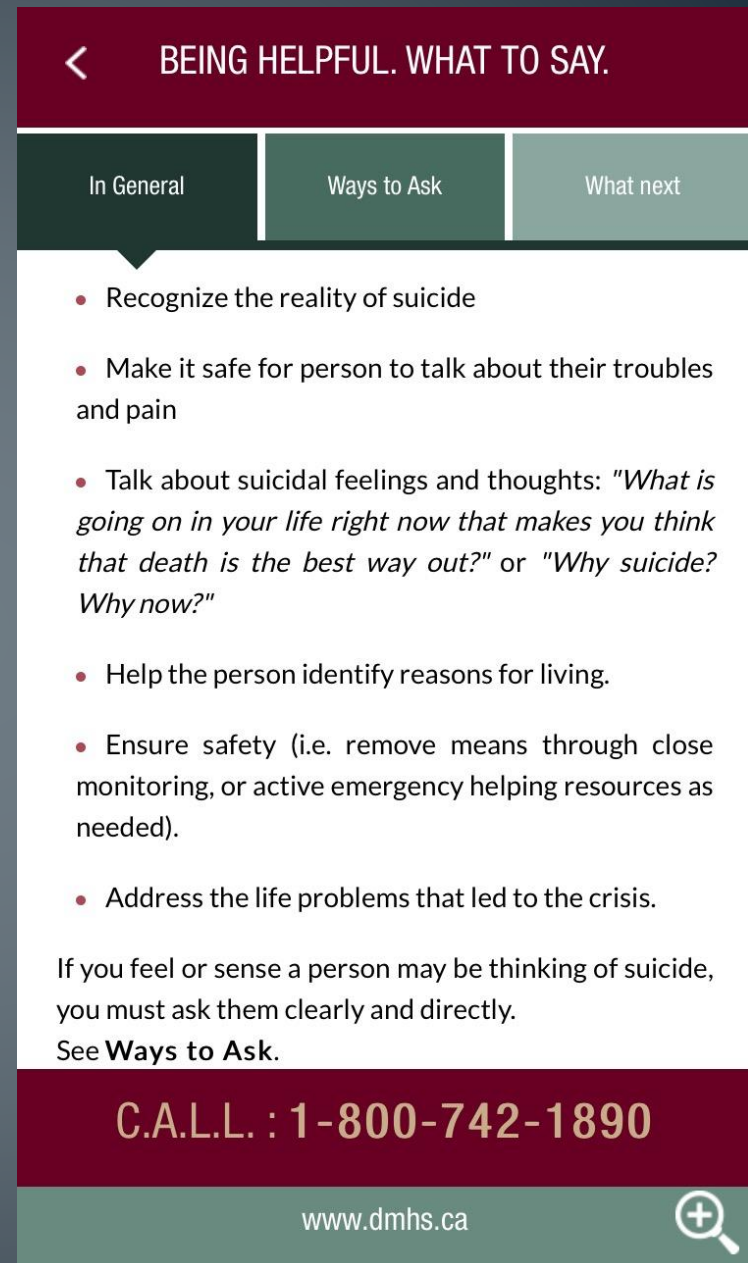 BEING HELPFUL. WHAT TO SAY.
In General
Ways to Ask
What next
• Recognize the reality of suicide
• Make it safe for person to talk about their troubles
and pain
• Talk about suicidal feelings and thoughts: "What is
going on in your life right now that makes you think
that death is the best way out?" or "Why suicide?
Why now?"
• Help the person identify reasons for living.
• Ensure safety (i.e. remove means through close
monitoring, or active emergency helping resources as
needed).
• Address the life problems that led to the crisis.
If you feel or sense a person may be thinking of suicide,
you must ask them clearly and directly.
See Ways to Ask.
C.A.L.L. : 1-800-742-1890
www.dmhs.ca